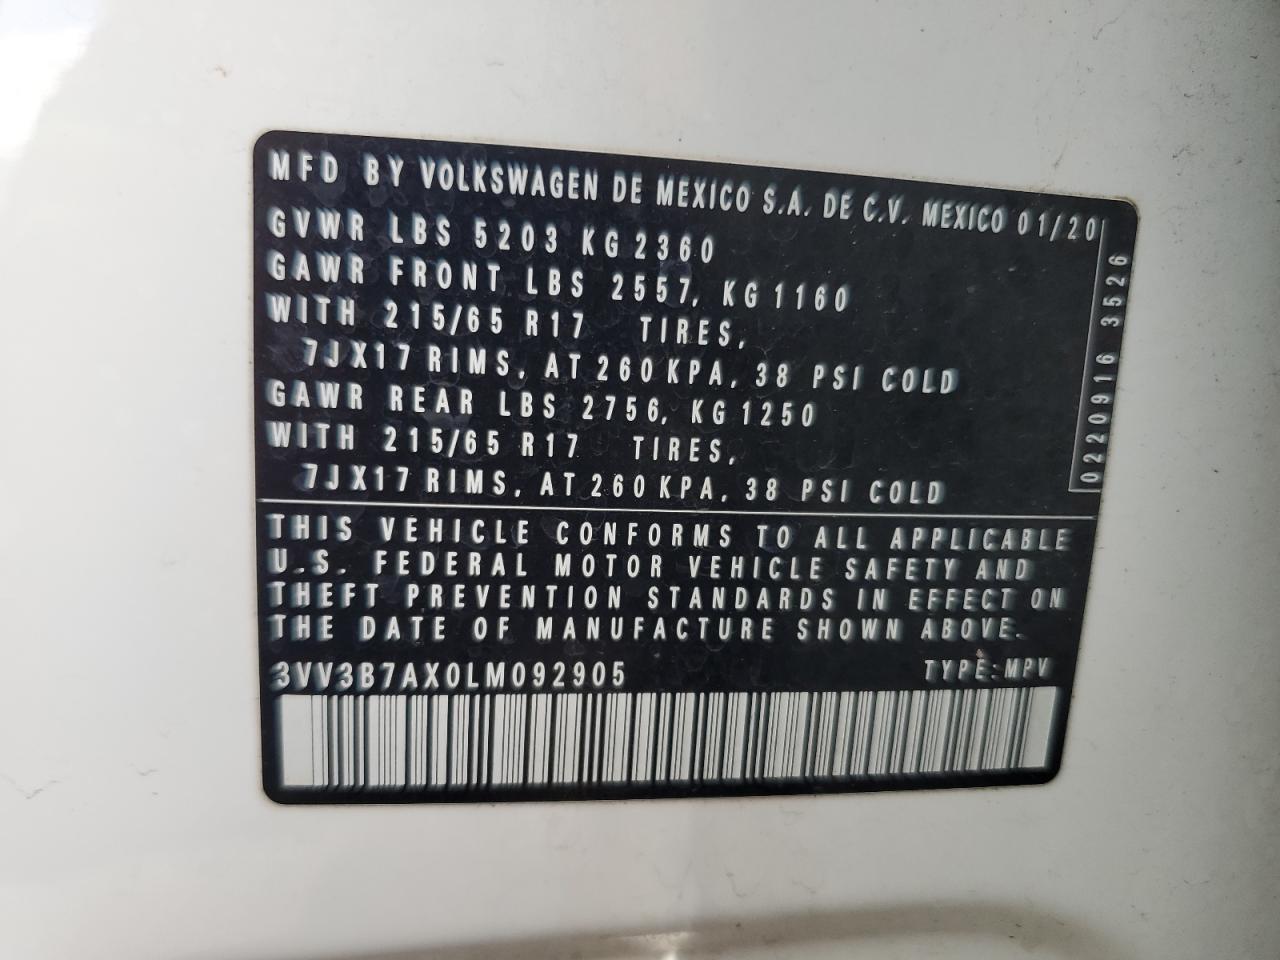 MFD BY VOLKSWAGEN DE MEXICO S.A. DE C.V. MEXICO 01/20
GVWR LBS 5203 KG 2360
GAWR FRONT LBS 2557, KG 1160
WITH 215/65 R17 TIRES,
7JX17 RIMS, AT 260 KPA, 38 PSI COLD
GAWR REAR LBS 2756, KG 1250
WITH 215/65 R17 TIRES,
7JX17 RIMS, AT 260 KPA, 38 PSI COLD
0220916 3526
THIS VEHICLE CONFORMS TO ALL APPLICABLE
U.S. FEDERAL MOTOR VEHICLE SAFETY AND
THEFT PREVENTION STANDARDS IN EFFECT ON
THE DATE OF MANUFACTURE SHOWN ABOVE.
3VV3B7AX0LM092905 TYPE: MPV